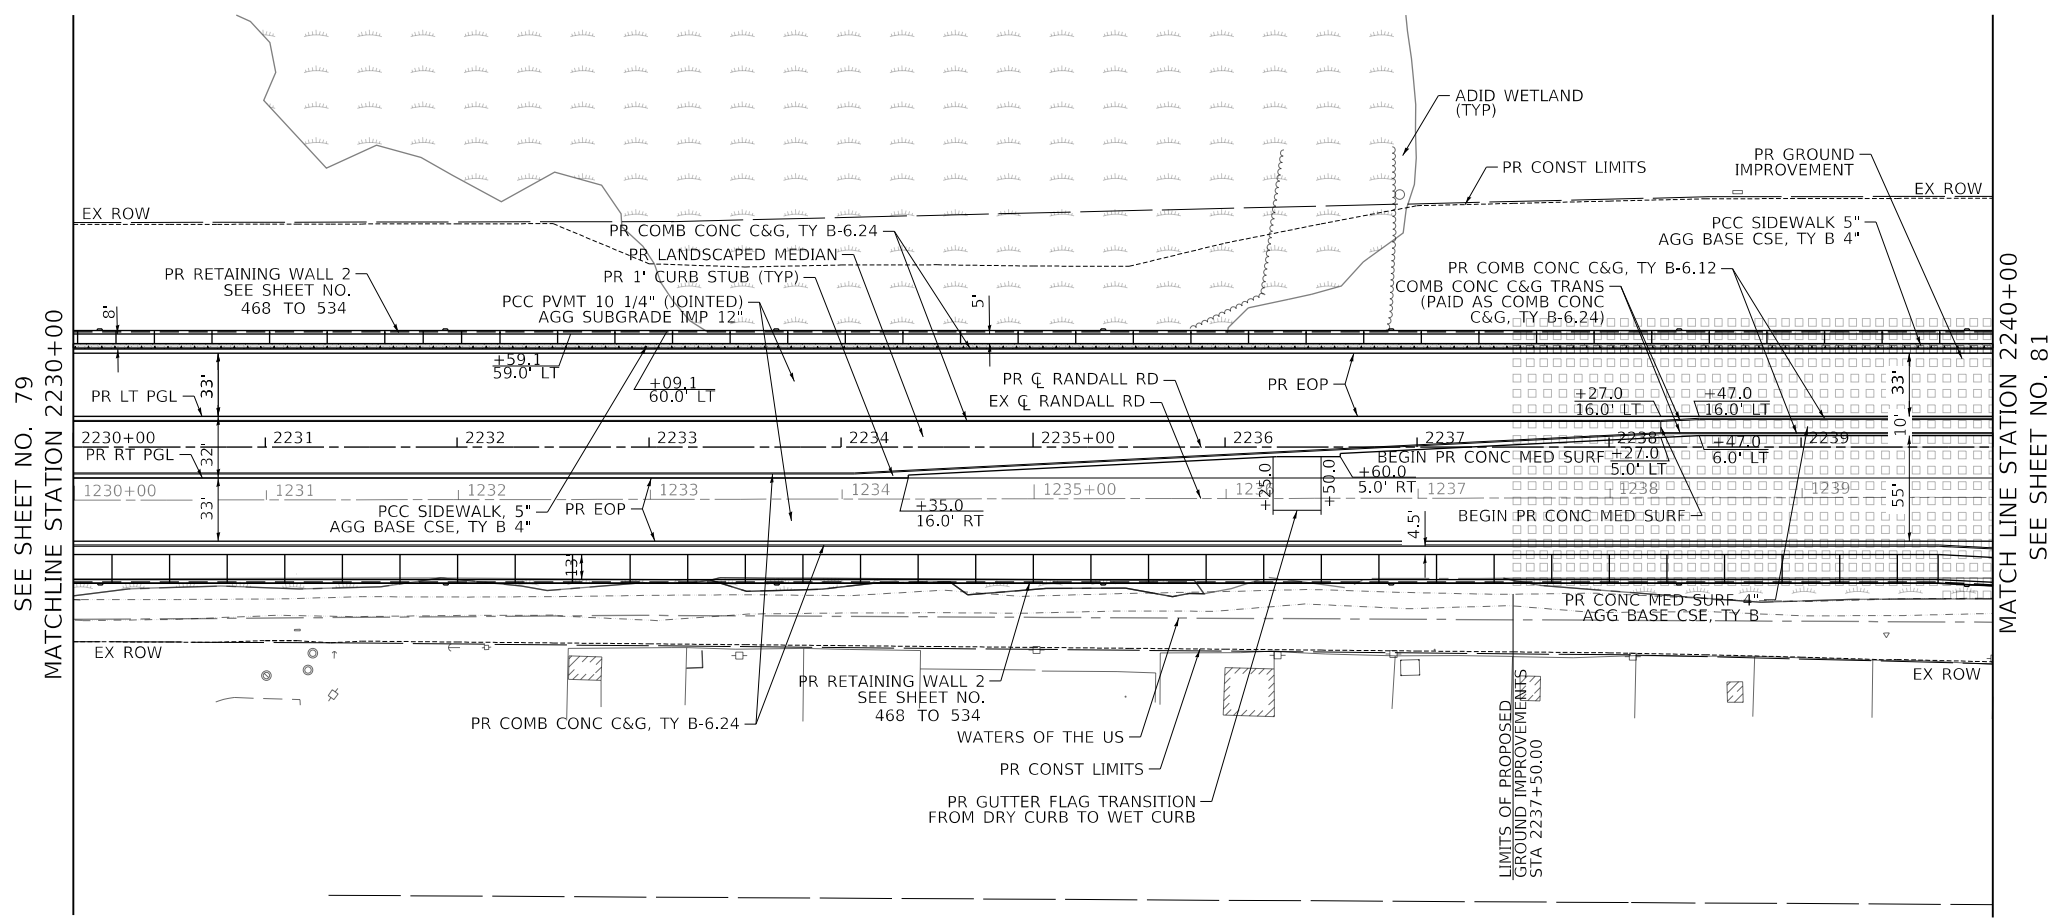 SEE SHEET NO. 79
MATCHLINE STATION 2230+00
ADID WETLAND
(TYP)
PR GROUND
IMPROVEMENT
PR CONST LIMITS
EX ROW
EX ROW
PCC SIDEWALK 5"
AGG BASE CSE, TY B 4"
PR COMB CONC C&G, TY B-6.24
PR LANDSCAPED MEDIAN
PR 1' CURB STUB (TYP)
PCC PVMT 10 1/4" (JOINTED)
AGG SUBGRADE IMP 12"
PR RETAINING WALL 2
SEE SHEET NO.
468 TO 534
PR COMB CONC C&G, TY B-6.12
COMB CONC C&G TRANS
(PAID AS COMB CONC
C&G, TY B-6.24)
8'
5'
+59.1
59.0' LT
+09.1
60.0' LT
PR ℄ RANDALL RD
EX ℄ RANDALL RD
PR EOP
33'
33'
PR LT PGL
+27.0
16.0' LT
+47.0
16.0' LT
10'
2230+00
2231
2232
2233
2234
2235+00
2236
2237
2238
2239
PR RT PGL
32'
BEGIN PR CONC MED SURF
+27.0
5.0' LT
+47.0
6.0' LT
+60.0
5.0' RT
+25.0
+50.0
1230+00
1231
1232
1233
1234
1235+00
1237
1238
1239
33'
55'
PCC SIDEWALK, 5"
AGG BASE CSE, TY B 4"
PR EOP
+35.0
16.0' RT
BEGIN PR CONC MED SURF
4.5'
13'
PR CONC MED SURF 4"
AGG BASE CSE, TY B
EX ROW
EX ROW
PR RETAINING WALL 2
SEE SHEET NO.
468 TO 534
PR COMB CONC C&G, TY B-6.24
WATERS OF THE US
PR CONST LIMITS
PR GUTTER FLAG TRANSITION
FROM DRY CURB TO WET CURB
LIMITS OF PROPOSED
GROUND IMPROVEMENTS
STA 2237+50.00
MATCH LINE STATION 2240+00
SEE SHEET NO. 81